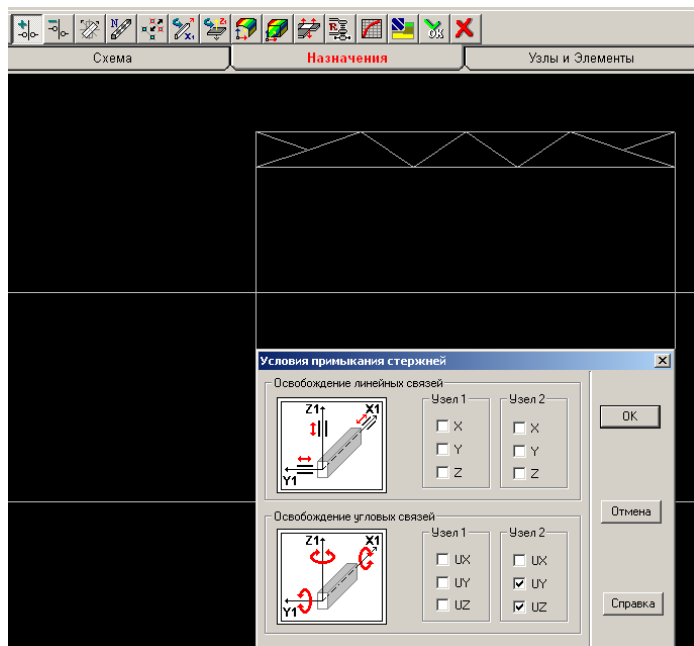 Схема Назначения Узлы и Элементы
Условия примыкания стержней
Освобождение линейных связей
Узел 1 Узел 2
Z1 X1
Y1
X X
Y Y
Z Z
OK
Отмена
Освобождение угловых связей
Узел 1 Узел 2
Z1 X1
Y1
UX UX
UY UY
UZ UZ
Справка